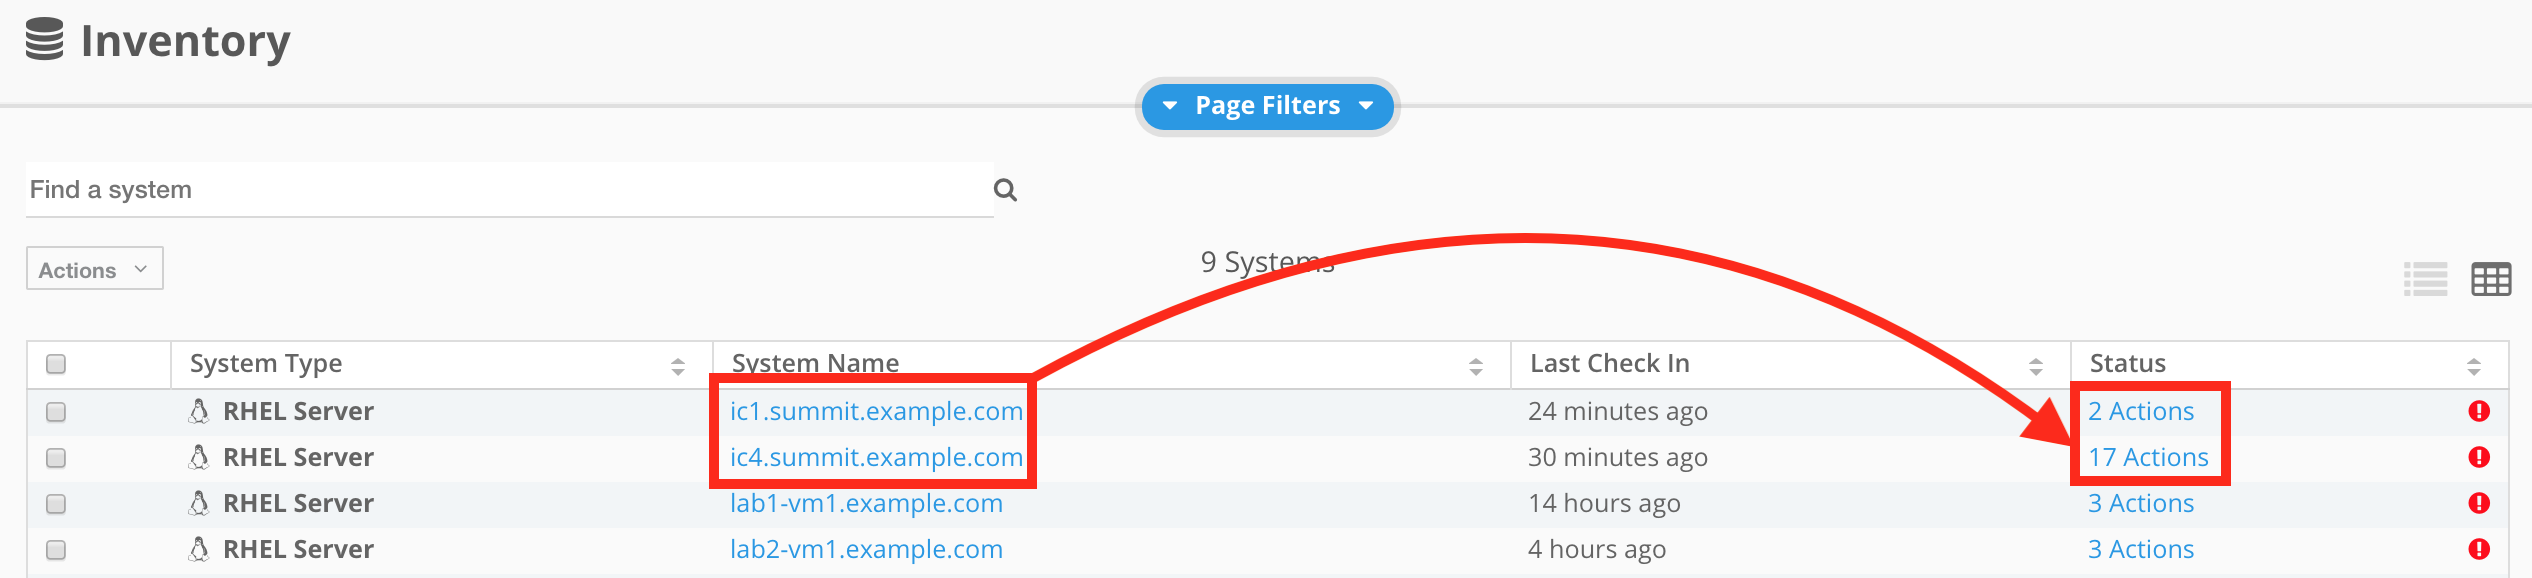 Inventory
Page Filters
Find a system
Actions
9 Systems
System Type System Name Last Check In Status
RHEL Server ic1.summit.example.com 24 minutes ago 2 Actions
RHEL Server ic4.summit.example.com 30 minutes ago 17 Actions
RHEL Server lab1-vm1.example.com 14 hours ago 3 Actions
RHEL Server lab2-vm1.example.com 4 hours ago 3 Actions